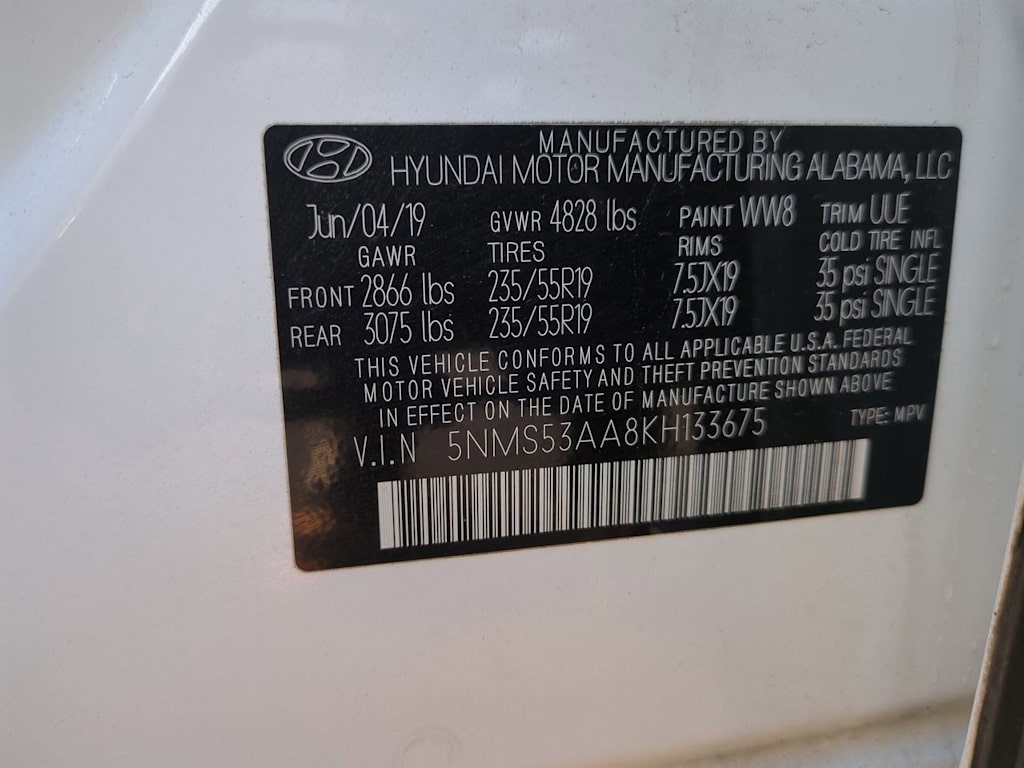 MANUFACTURED BY
HYUNDAI MOTOR MANUFACTURING ALABAMA, LLC
Jun/04/19 GVWR 4828 lbs PAINT WW8 TRIM UUE
GAWR TIRES RIMS COLD TIRE INFL
FRONT 2866 lbs 235/55R19 7.5JX19 35 psi SINGLE
REAR 3075 lbs 235/55R19 7.5JX19 35 psi SINGLE
THIS VEHICLE CONFORMS TO ALL APPLICABLE U.S.A. FEDERAL
MOTOR VEHICLE SAFETY AND THEFT PREVENTION STANDARDS
IN EFFECT ON THE DATE OF MANUFACTURE SHOWN ABOVE
V.I.N 5NMS53AA8KH133675 TYPE: MPV